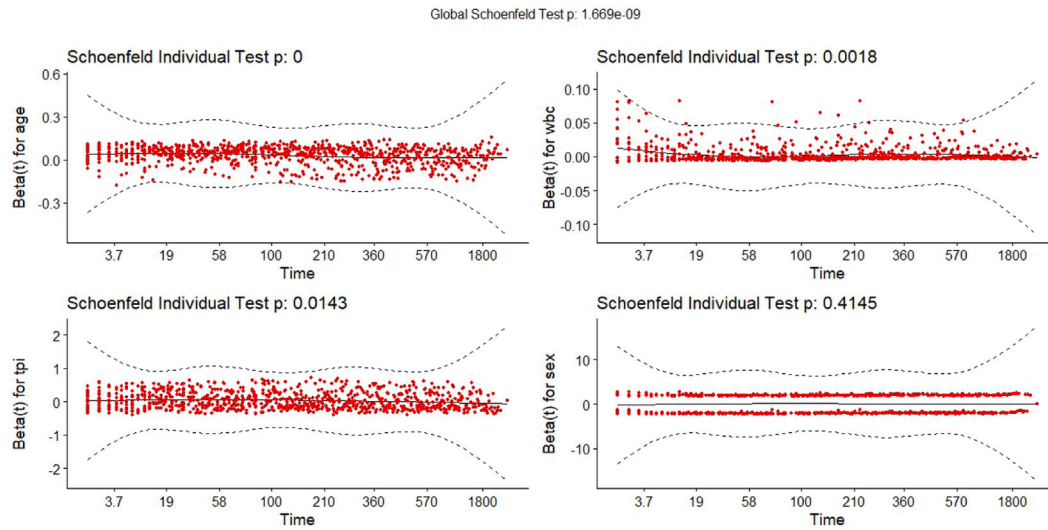 Global Schoenfeld Test p: 1.669e-09
Schoenfeld Individual Test p: 0
Beta(t) for age
0.6
0.3
0.0
-0.3
3.7 19 58 100 210 360 570 1800
Time
Schoenfeld Individual Test p: 0.0018
Beta(t) for wbc
0.10
0.05
0.00
-0.05
-0.10
3.7 19 58 100 210 360 570 1800
Time
Schoenfeld Individual Test p: 0.0143
Beta(t) for tpi
2
1
0
-1
-2
3.7 19 58 100 210 360 570 1800
Time
Schoenfeld Individual Test p: 0.4145
Beta(t) for sex
10
0
-10
3.7 19 58 100 210 360 570 1800
Time